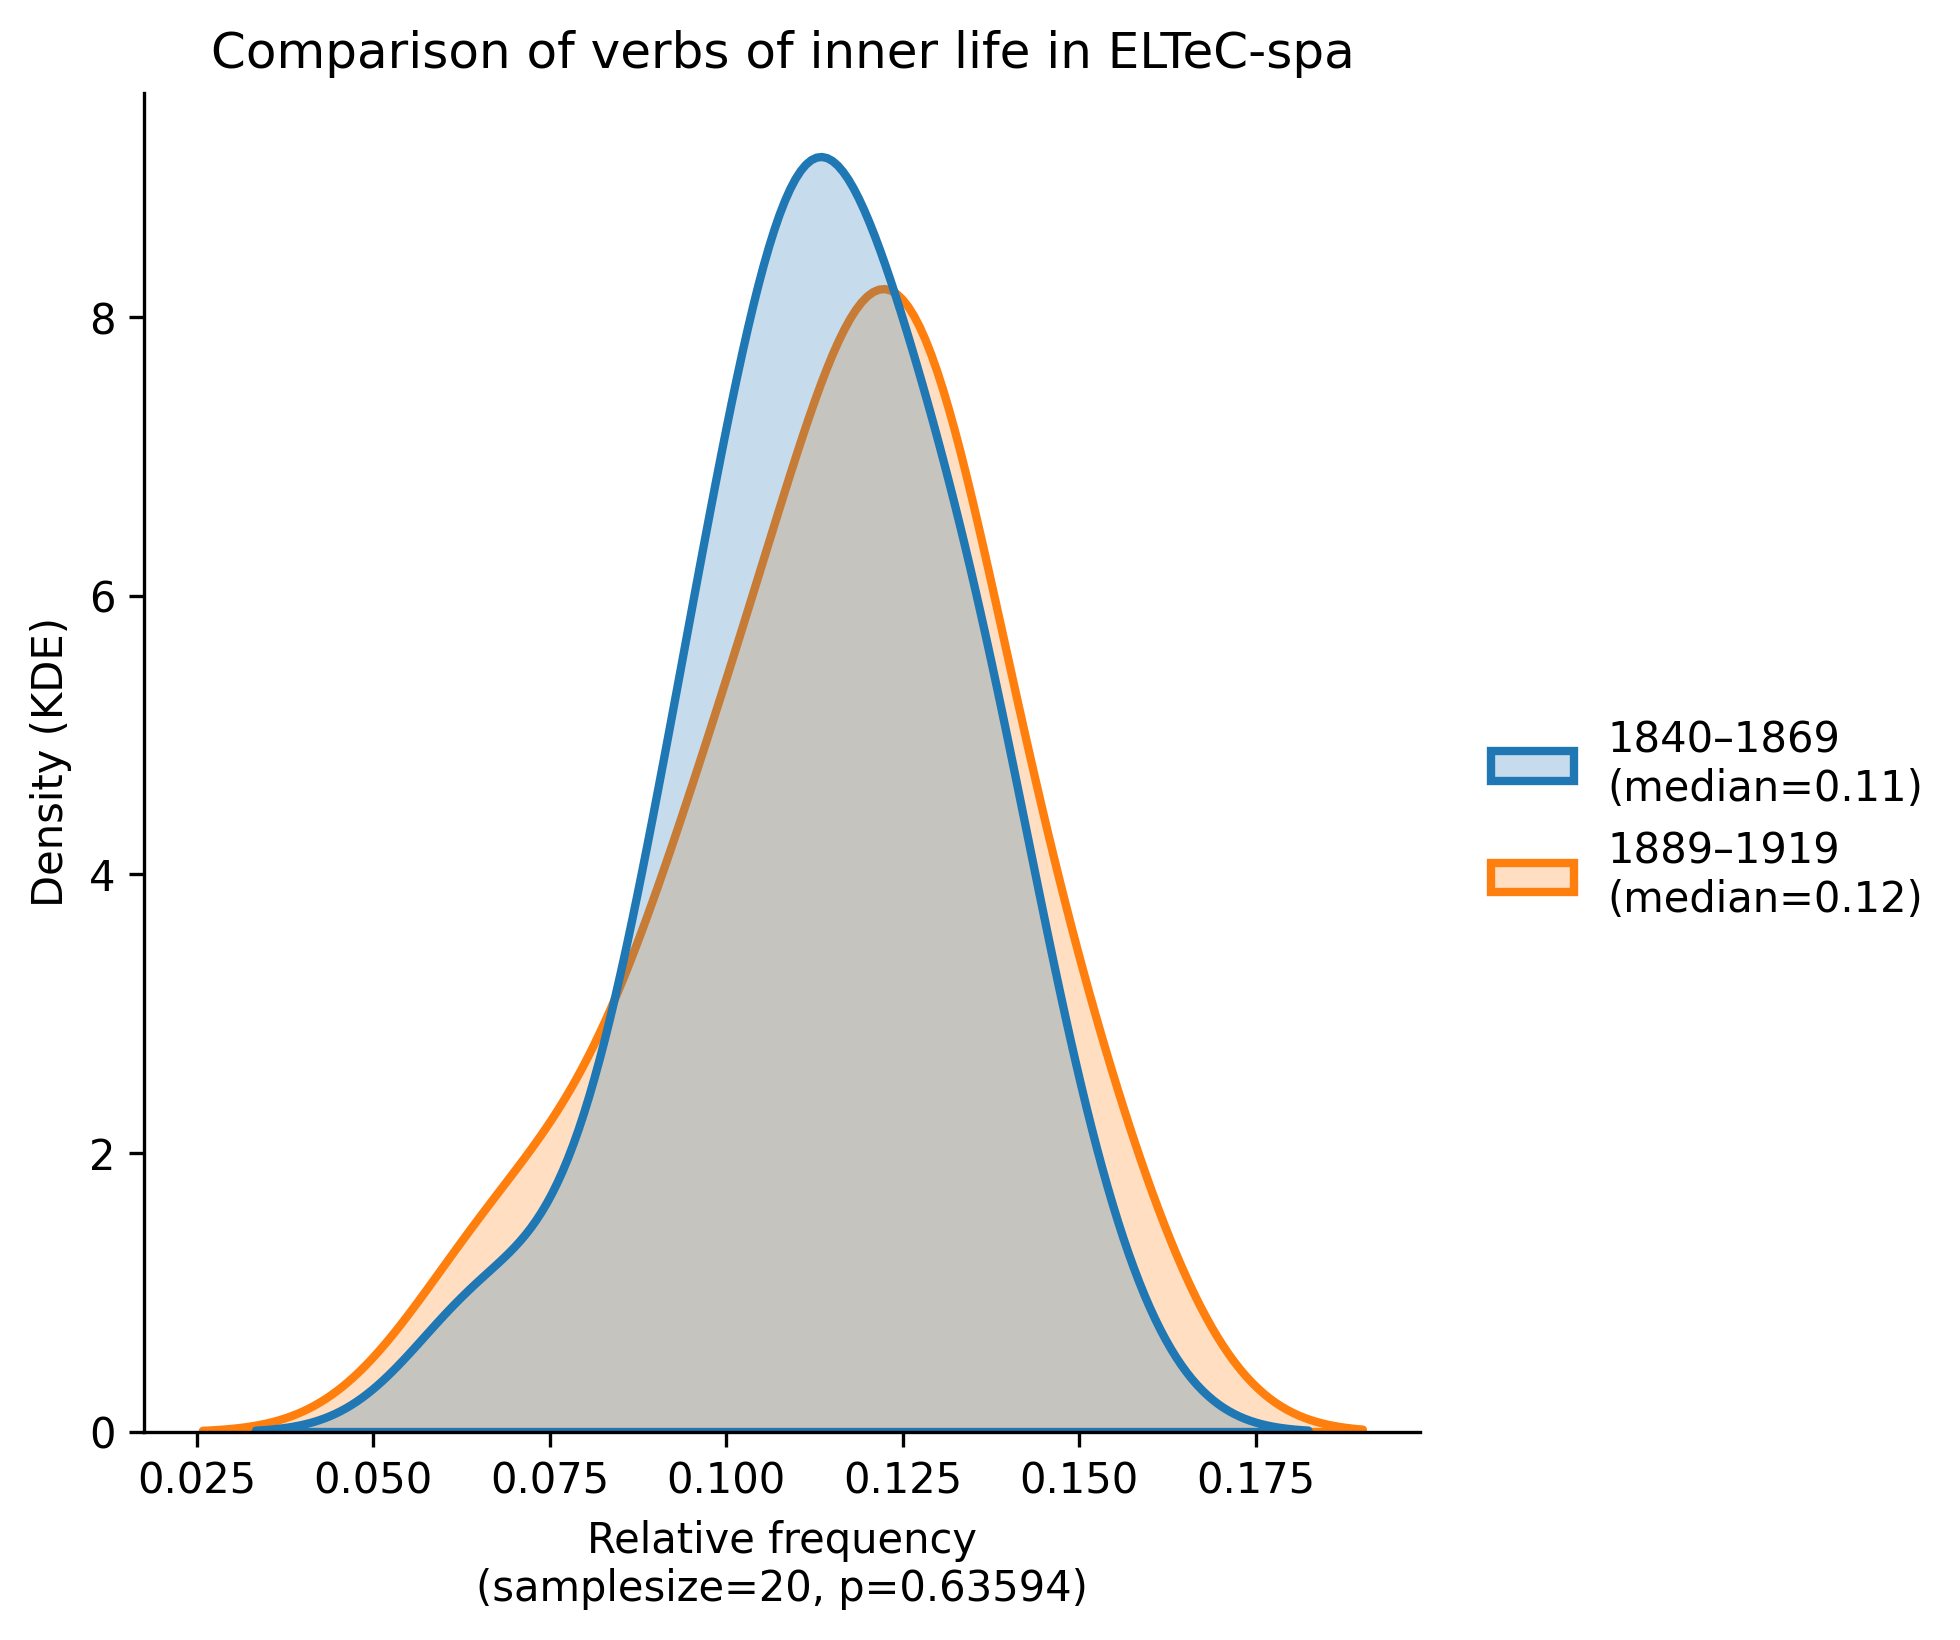 Comparison of verbs of inner life in ELTeC-spa
Density (KDE)
8
6
4
2
0
0.025
0.050
0.075
0.100
0.125
0.150
0.175
Relative frequency
(samplesize=20, p=0.63594)
1840–1869
(median=0.11)
1889–1919
(median=0.12)